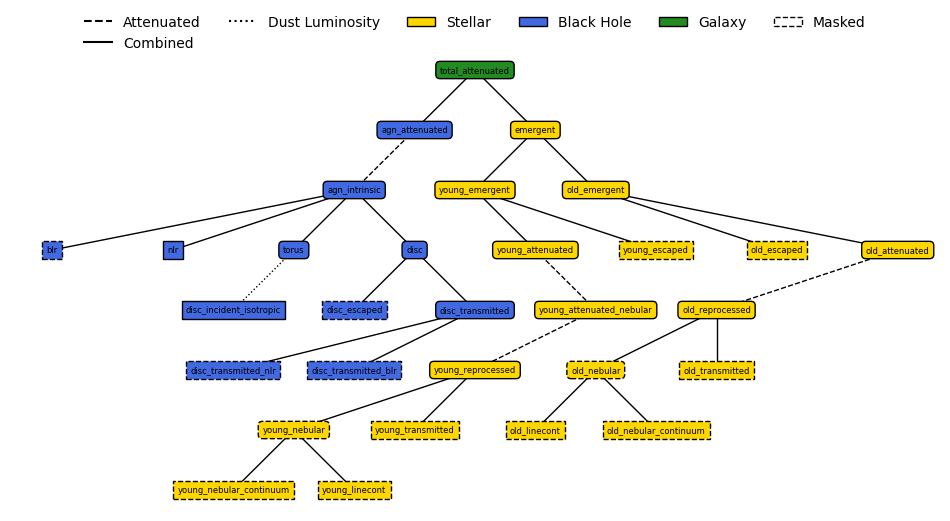 Attenuated Dust Luminosity Stellar Black Hole Galaxy Masked
Combined
total_attenuated
agn_attenuated emergent
agn_intrinsic young_emergent old_emergent
blr nlr torus disc young_attenuated young_escaped old_escaped old_attenuated
disc_incident_isotropic disc_escaped disc_transmitted young_attenuated_nebular old_reprocessed
disc_transmitted_nlr disc_transmitted_blr young_reprocessed old_nebular old_transmitted
young_nebular young_transmitted old_linecont old_nebular_continuum
young_nebular_continuum young_linecont